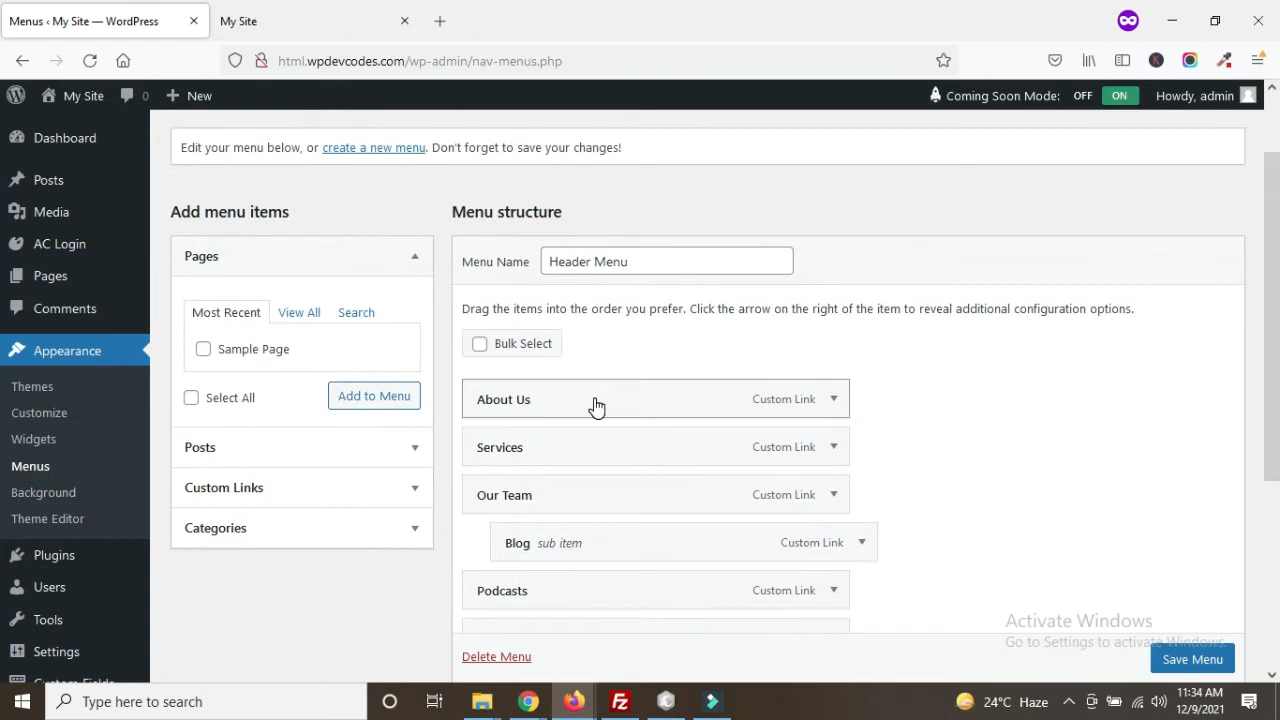 Menus ‹ My Site — WordPress
My Site
html.wpdevcodes.com/wp-admin/nav-menus.php
My Site
0
New
Coming Soon Mode: OFF ON
Howdy, admin
Dashboard
Posts
Media
AC Login
Pages
Comments
Appearance
Themes
Customize
Widgets
Menus
Background
Theme Editor
Plugins
Users
Tools
Settings
Custom Fields
Edit your menu below, or create a new menu. Don't forget to save your changes!
Add menu items
Pages
Most Recent View All Search
Sample Page
Select All
Add to Menu
Posts
Custom Links
Categories
Menu structure
Menu Name Header Menu
Drag the items into the order you prefer. Click the arrow on the right of the item to reveal additional configuration options.
Bulk Select
About Us Custom Link
Services Custom Link
Our Team Custom Link
Blog sub item Custom Link
Podcasts Custom Link
Delete Menu
Save Menu
Activate Windows
Go to Settings to activate Windows.
Type here to search
24°C Haze
11:34 AM
12/9/2021